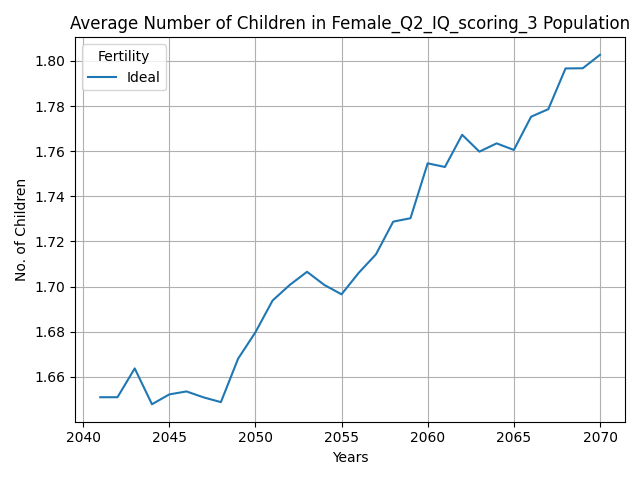 Average Number of Children in Female_Q2_IQ_scoring_3 Population
Fertility
Ideal
1.80
1.78
1.76
1.74
1.72
1.70
1.68
1.66
No. of Children
2040 2045 2050 2055 2060 2065 2070
Years